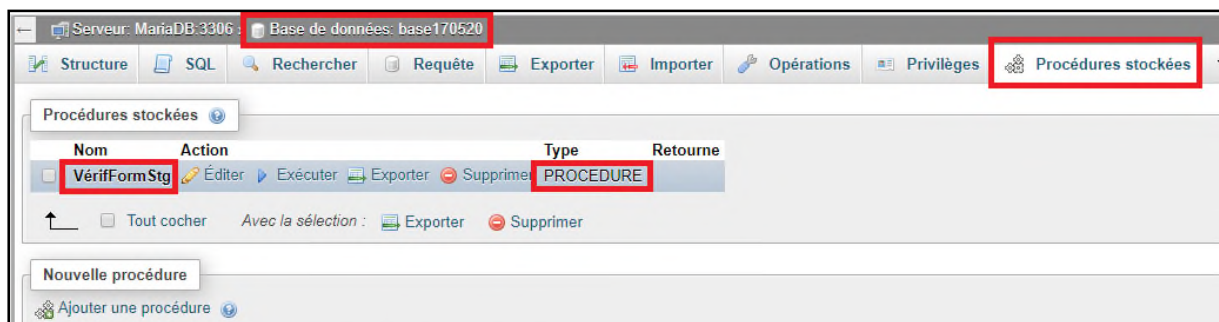 ← Serveur: MariaDB:3306 » Base de données: base170520
Structure SQL Rechercher Requête Exporter Importer Opérations Privilèges Procédures stockées
Procédures stockées
Nom Action Type Retourne
VérifFormStg Éditer Exécuter Exporter Supprimer PROCEDURE
Tout cocher Avec la sélection : Exporter Supprimer
Nouvelle procédure
Ajouter une procédure